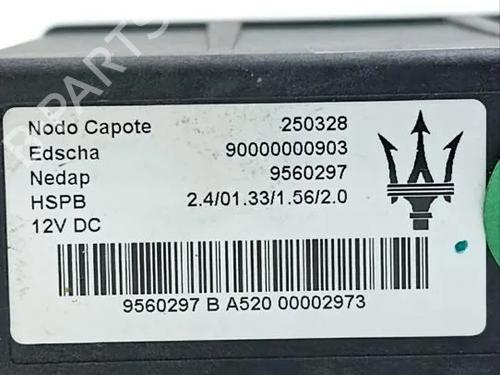 Nodo Capote 250328
Edscha 90000000903
Nedap 9560297
HSPB 2.4/01.33/1.56/2.0
12V DC
9560297 B A520 00002973